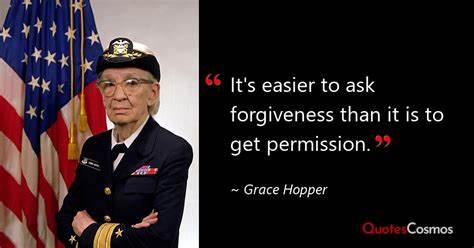 “It's easier to ask
forgiveness than it is to
get permission.”
~ Grace Hopper
QuotesCosmos